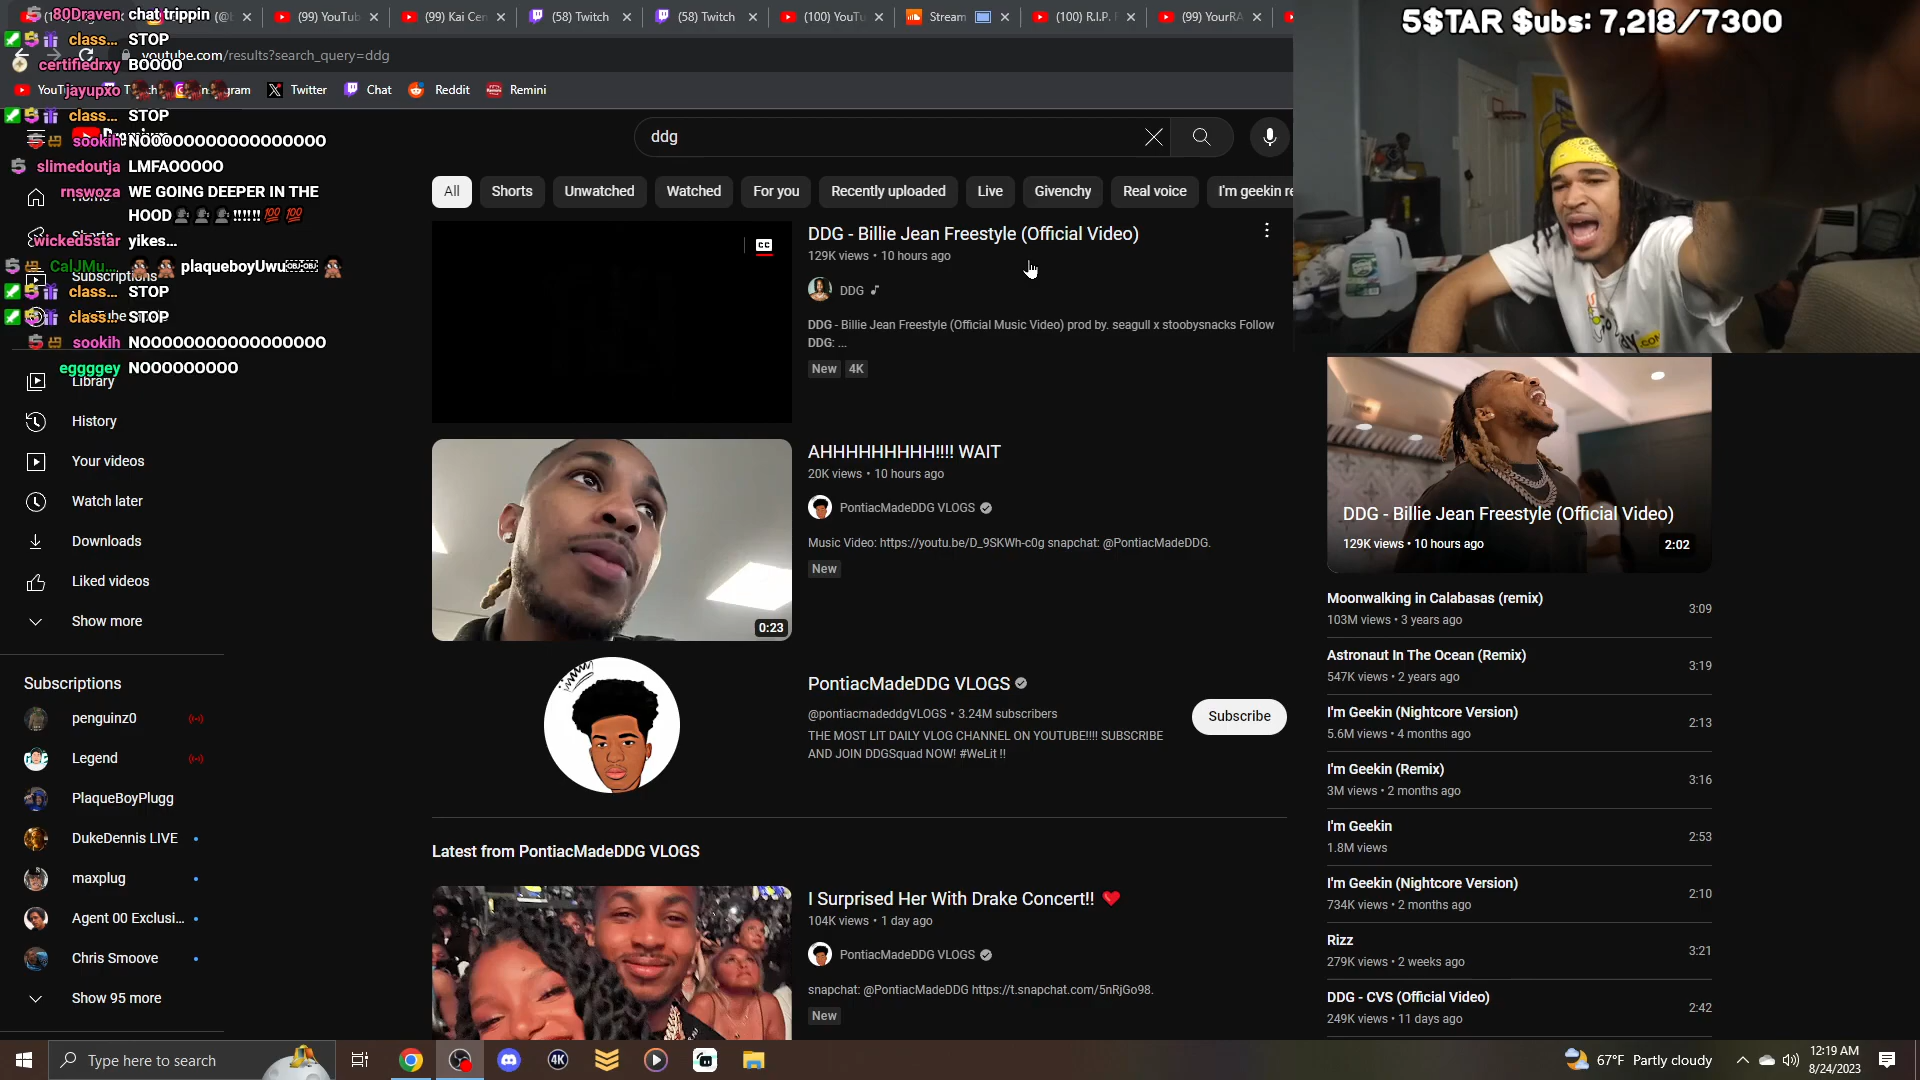 80Draven chat trippin
(99) YouTub
(99) Kai Cen
(58) Twitch
(58) Twitch
(100) YouTu
Stream
(100) R.I.P.
(99) YourRA
5$TAR $ubs: 7,218/7300
class... STOP
youtube.com/results?search_query=ddg
certifiedrxy BOOOO
jayupxo
Twitter
Chat
Reddit
Remini
class... STOP
ddg
sookih NOOOOOOOOOOOOOOOOO
slimedoutja LMFAOOOOO
rnswoza WE GOING DEEPER IN THE
HOOD !!!!!! 💯 💯
wicked5star yikes...
plaqueboyUwu
Subscriptions
class... STOP
class... STOP
sookih NOOOOOOOOOOOOOOOOO
eggggey NOOOOOOOOO
Library
History
Your videos
Watch later
Downloads
Liked videos
Show more
Subscriptions
penguinz0
Legend
PlaqueBoyPlugg
DukeDennis LIVE
maxplug
Agent 00 Exclusi...
Chris Smoove
Show 95 more
All
Shorts
Unwatched
Watched
For you
Recently uploaded
Live
Givenchy
Real voice
I'm geekin re
CC
DDG - Billie Jean Freestyle (Official Video)
129K views • 10 hours ago
DDG
DDG - Billie Jean Freestyle (Official Music Video) prod by. seagull x stoobysnacks Follow
DDG: ...
New 4K
0:23
AHHHHHHHHH!!!! WAIT
20K views • 10 hours ago
PontiacMadeDDG VLOGS
Music Video: https://youtu.be/D_9SKWh-c0g snapchat: @PontiacMadeDDG.
New
PontiacMadeDDG VLOGS
@pontiacmadeddgVLOGS • 3.24M subscribers
THE MOST LIT DAILY VLOG CHANNEL ON YOUTUBE!!!! SUBSCRIBE
AND JOIN DDGSquad NOW! #WeLit !!
Subscribe
Latest from PontiacMadeDDG VLOGS
I Surprised Her With Drake Concert!! ❤
104K views • 1 day ago
PontiacMadeDDG VLOGS
snapchat: @PontiacMadeDDG https://t.snapchat.com/5nRjGo98.
New
DDG - Billie Jean Freestyle (Official Video)
129K views • 10 hours ago
2:02
Moonwalking in Calabasas (remix)
103M views • 3 years ago
3:09
Astronaut In The Ocean (Remix)
547K views • 2 years ago
3:19
I'm Geekin (Nightcore Version)
5.6M views • 4 months ago
2:13
I'm Geekin (Remix)
3M views • 2 months ago
3:16
I'm Geekin
1.8M views
2:53
I'm Geekin (Nightcore Version)
734K views • 2 months ago
2:10
Rizz
279K views • 2 weeks ago
3:21
DDG - CVS (Official Video)
249K views • 11 days ago
2:42
Type here to search
4K
67°F Partly cloudy
12:19 AM
8/24/2023